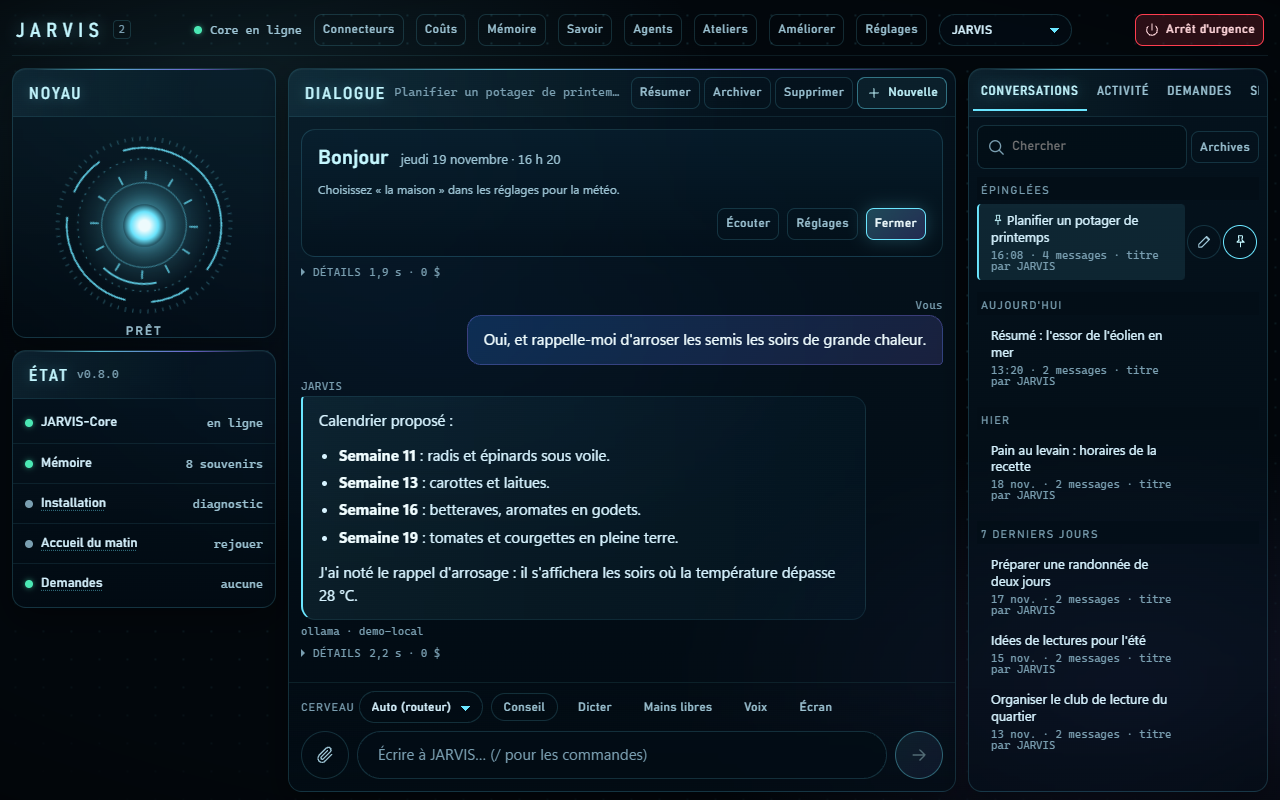 JARVIS 2
Core en ligne
Connecteurs
Coûts
Mémoire
Savoir
Agents
Ateliers
Améliorer
Réglages
JARVIS
Arrêt d'urgence
NOYAU
PRÊT
ÉTAT v0.8.0
JARVIS-Core en ligne
Mémoire 8 souvenirs
Installation diagnostic
Accueil du matin rejouer
Demandes aucune
DIALOGUE Planifier un potager de printem…
Résumer
Archiver
Supprimer
Nouvelle
Bonjour jeudi 19 novembre · 16 h 20
Choisissez « la maison » dans les réglages pour la météo.
Écouter
Réglages
Fermer
DÉTAILS 1,9 s · 0 $
Vous
Oui, et rappelle-moi d'arroser les semis les soirs de grande chaleur.
JARVIS
Calendrier proposé :
• Semaine 11 : radis et épinards sous voile.
• Semaine 13 : carottes et laitues.
• Semaine 16 : betteraves, aromates en godets.
• Semaine 19 : tomates et courgettes en pleine terre.
J'ai noté le rappel d'arrosage : il s'affichera les soirs où la température dépasse
28 °C.
ollama · demo-local
DÉTAILS 2,2 s · 0 $
CERVEAU
Auto (routeur)
Conseil
Dicter
Mains libres
Voix
Écran
Écrire à JARVIS… (/ pour les commandes)
CONVERSATIONS
ACTIVITÉ
DEMANDES
Chercher
Archives
ÉPINGLÉES
Planifier un potager de
printemps
16:08 · 4 messages · titre
par JARVIS
AUJOURD'HUI
Résumé : l'essor de l'éolien en
mer
13:20 · 2 messages · titre
par JARVIS
HIER
Pain au levain : horaires de la
recette
18 nov. · 2 messages · titre
par JARVIS
7 DERNIERS JOURS
Préparer une randonnée de
deux jours
17 nov. · 2 messages · titre
par JARVIS
Idées de lectures pour l'été
15 nov. · 2 messages · titre
par JARVIS
Organiser le club de lecture du
quartier
13 nov. · 2 messages · titre
par JARVIS